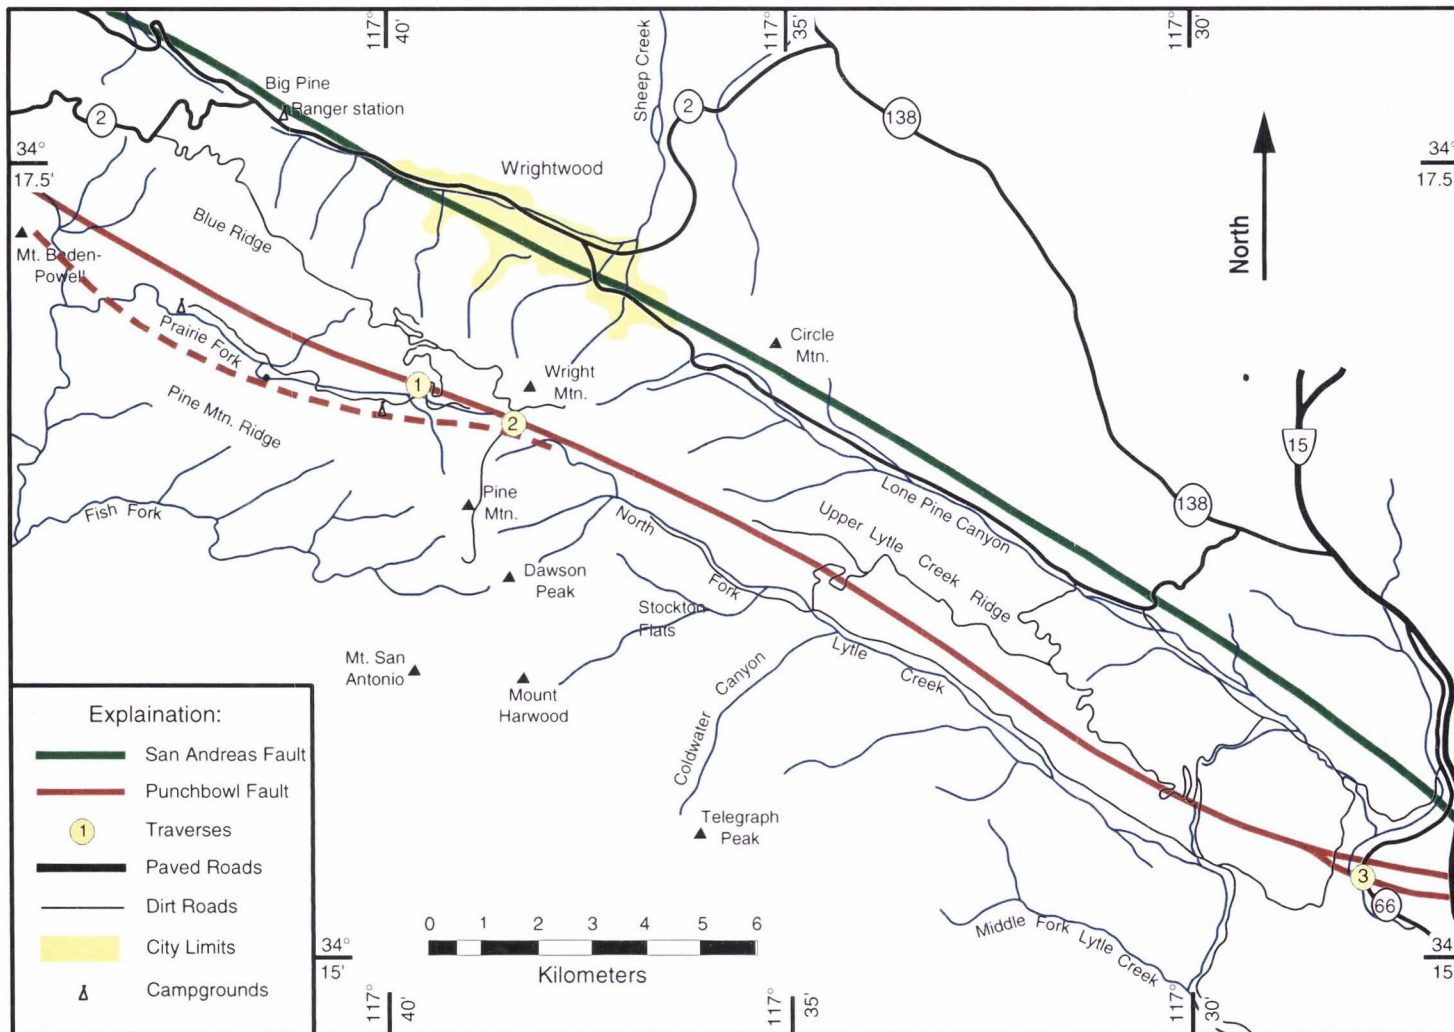 117°
40'
117°
35'
117°
30'
Sheep Creek
Big Pine
Ranger station
2
2
138
34°
17.5'
34°
17.5'
Wrightwood
Blue Ridge
North
Mt. Baden-
Powell
Prairie Fork
Circle
Mtn.
Wright
Mtn.
1
2
Pine Mtn. Ridge
15
Pine
Mtn.
Fish Fork
Lone Pine Canyon
138
Upper Lytle Creek Ridge
North Fork Lytle Creek
Dawson
Peak
Stockton
Flats
Mt. San
Antonio
Mount
Harwood
Coldwater Canyon
Telegraph
Peak
Explaination:
San Andreas Fault
Punchbowl Fault
1 Traverses
Paved Roads
Dirt Roads
City Limits
Campgrounds
3
66
Middle Fork Lytle Creek
0 1 2 3 4 5 6
Kilometers
34°
15'
34
15
117°
40'
117°
35'
117°
30'